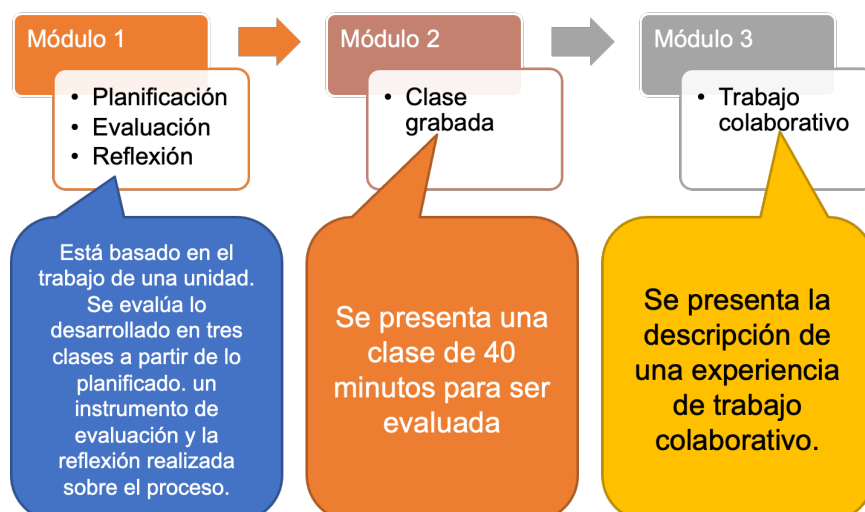 Módulo 1
• Planificación
• Evaluación
• Reflexión
Está basado en el
trabajo de una unidad.
Se evalúa lo
desarrollado en tres
clases a partir de lo
planificado. un
instrumento de
evaluación y la
reflexión realizada
sobre el proceso.
Módulo 2
• Clase
grabada
Se presenta una
clase de 40
minutos para ser
evaluada
Módulo 3
• Trabajo
colaborativo
Se presenta la
descripción de
una experiencia
de trabajo
colaborativo.